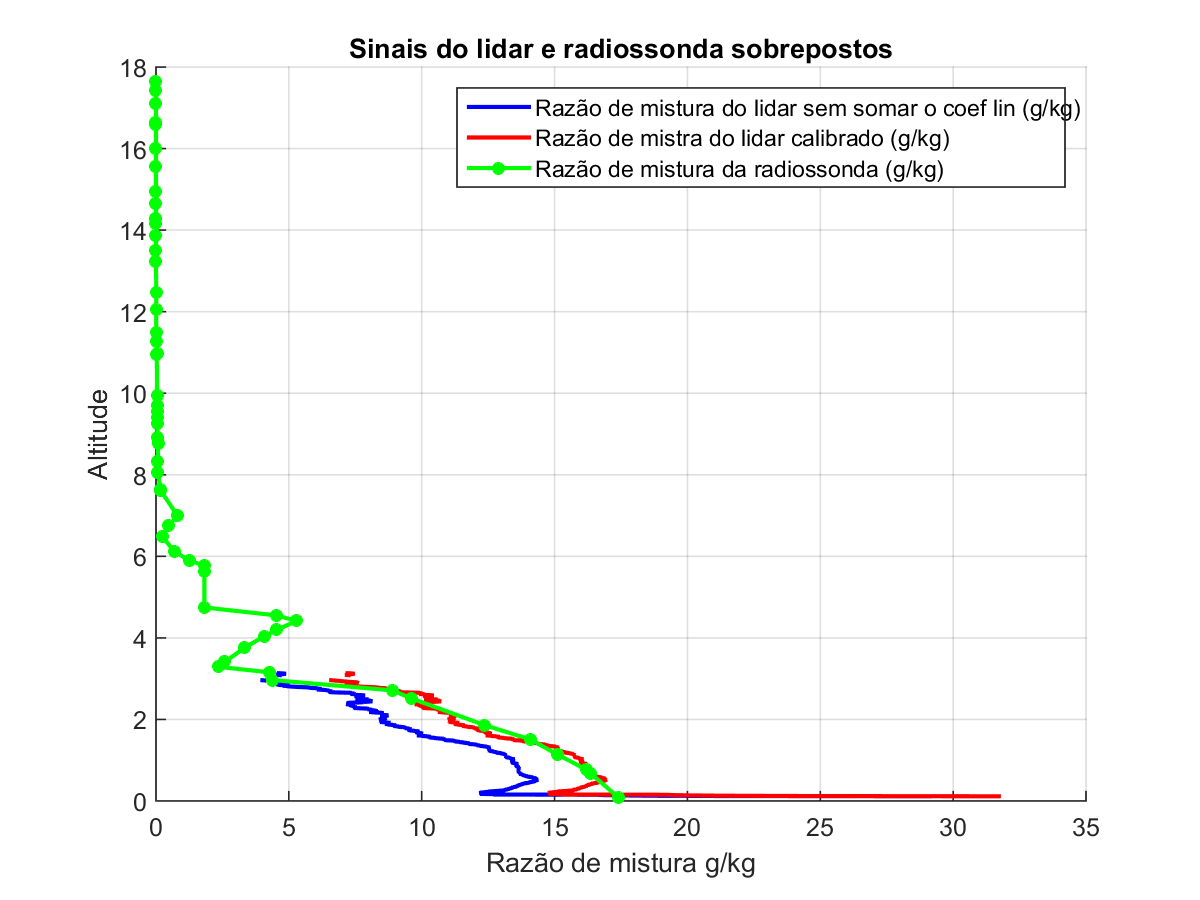 Sinais do lidar e radiossonda sobrepostos
Razão de mistura do lidar sem somar o coef lin (g/kg)
Razão de mistra do lidar calibrado (g/kg)
Razão de mistura da radiossonda (g/kg)
18
16
14
12
10
8
6
4
2
0
Altitude
0 5 10 15 20 25 30 35
Razão de mistura g/kg